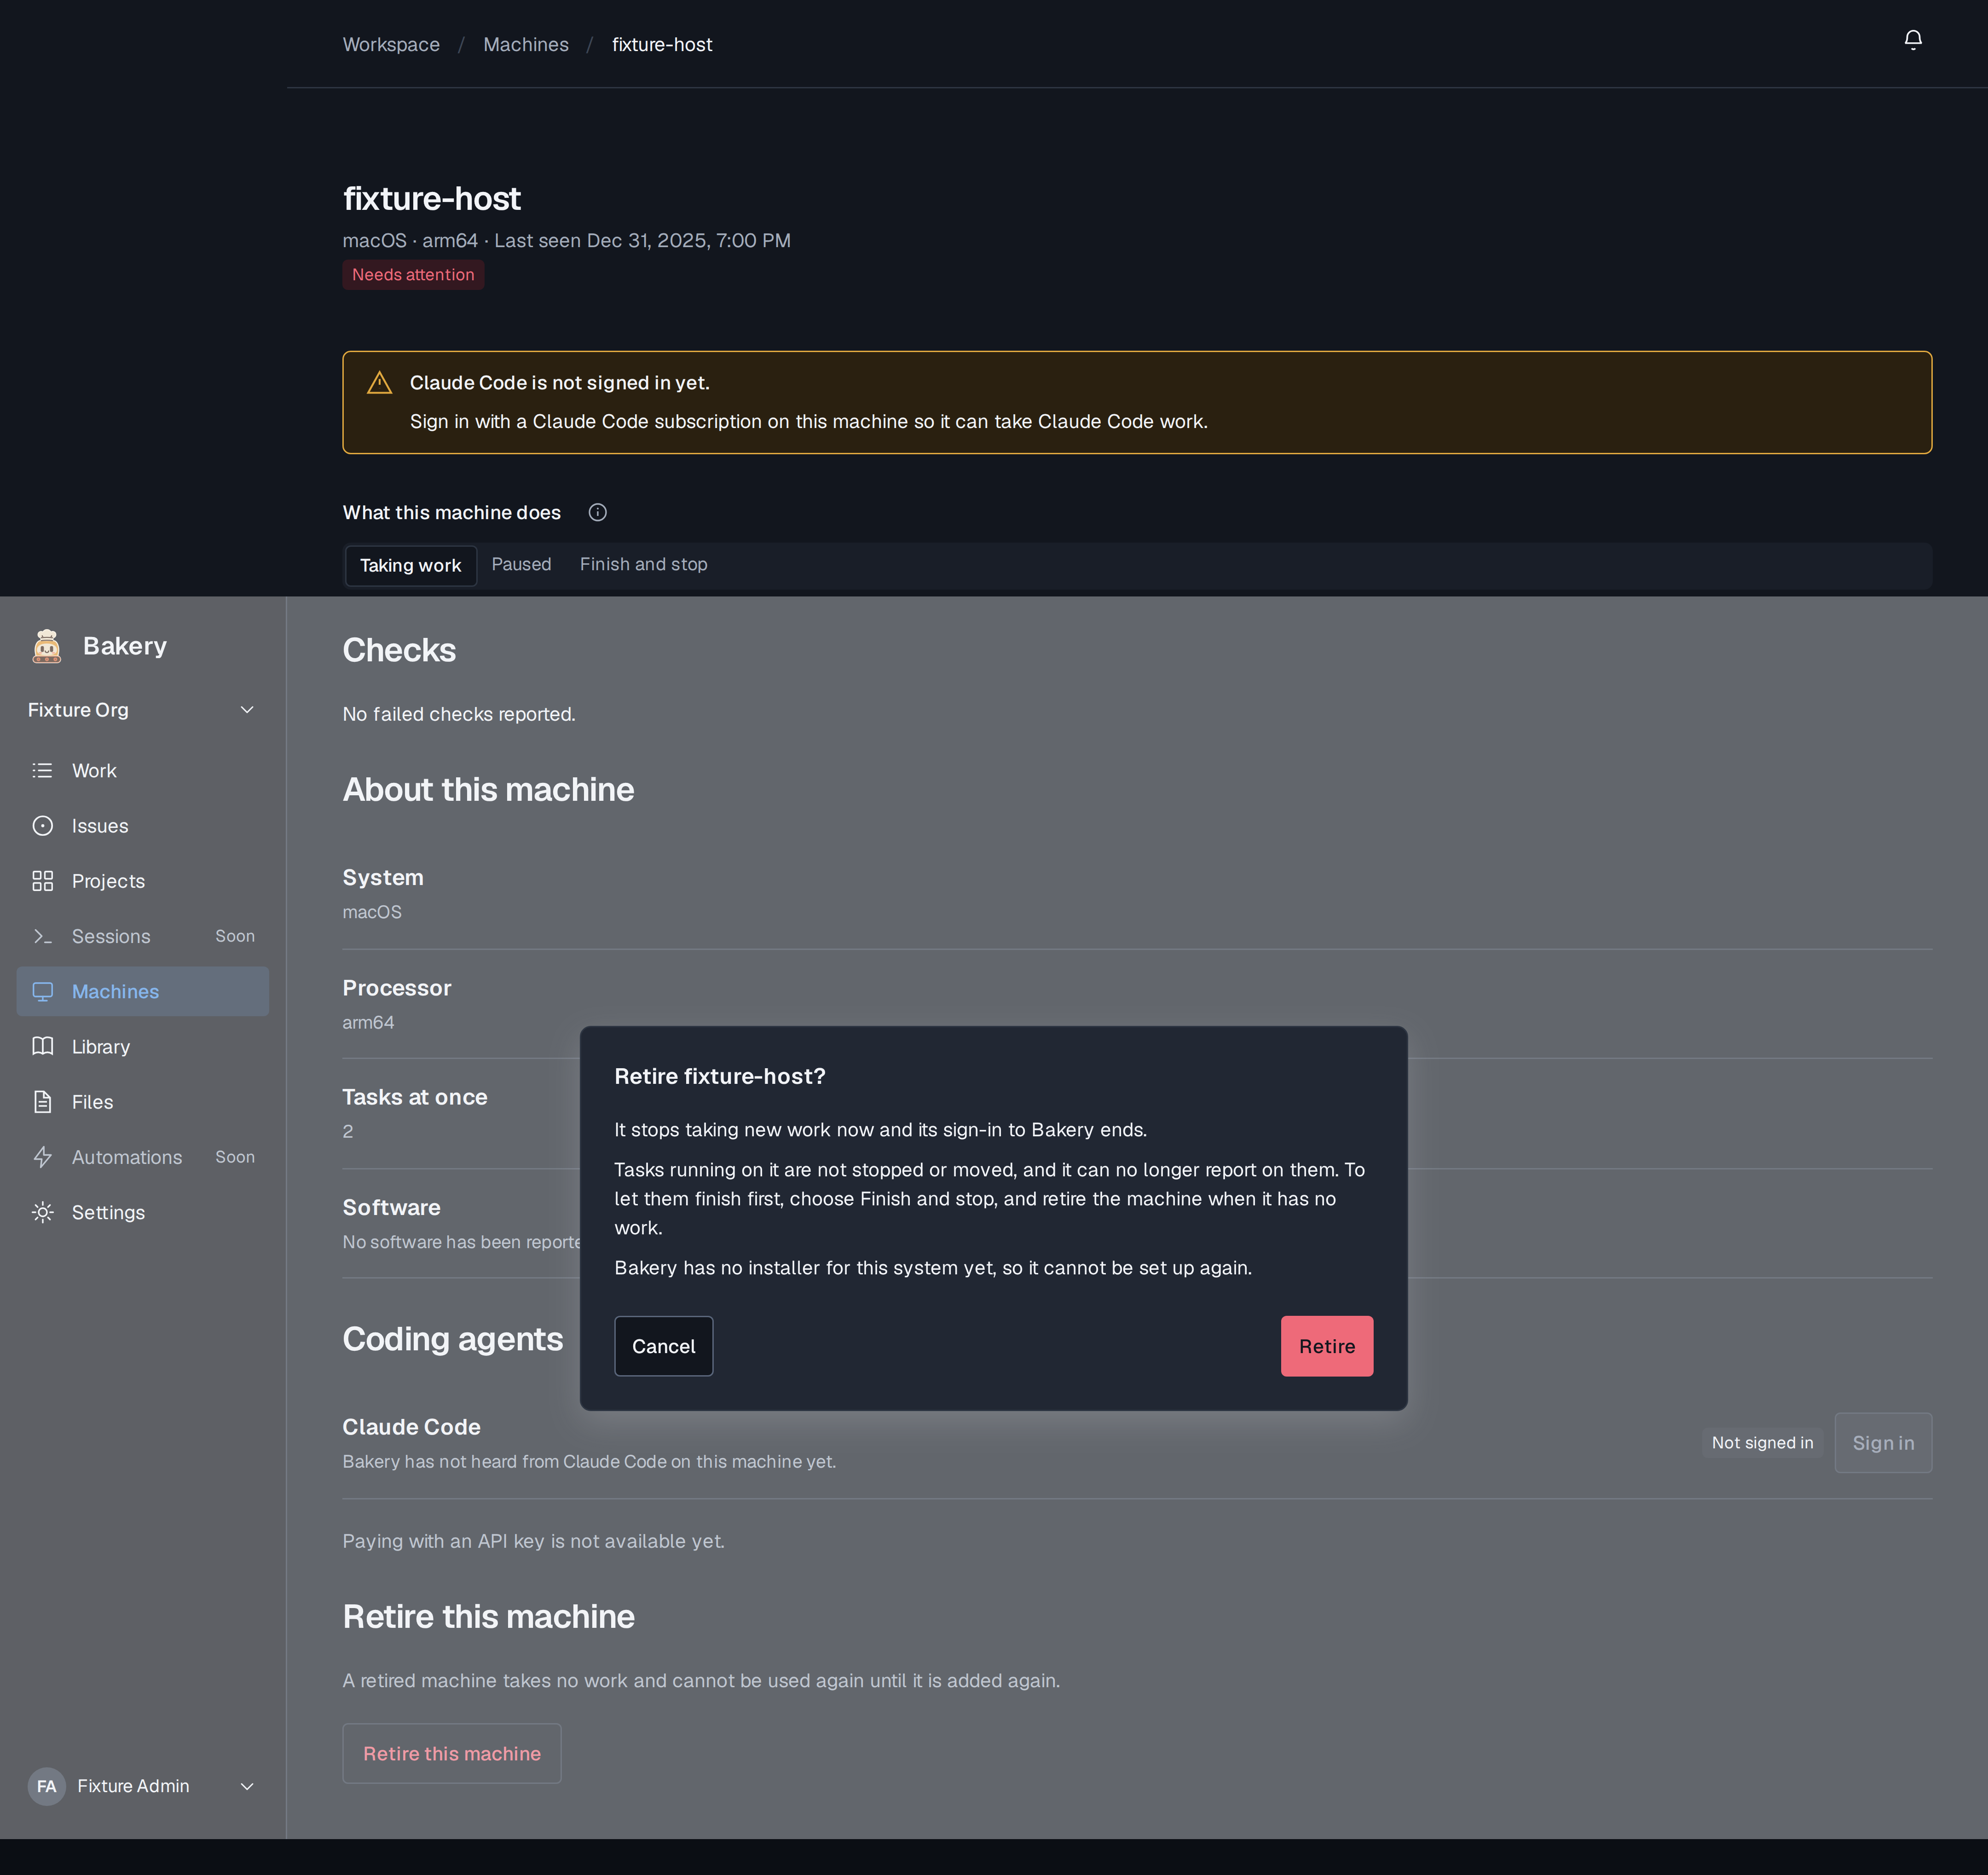 Workspace / Machines / fixture-host
fixture-host
macOS · arm64 · Last seen Dec 31, 2025, 7:00 PM
Needs attention
Claude Code is not signed in yet.
Sign in with a Claude Code subscription on this machine so it can take Claude Code work.
What this machine does
Taking work Paused Finish and stop
Bakery
Fixture Org
Work
Issues
Projects
Sessions Soon
Machines
Library
Files
Automations Soon
Settings
FA Fixture Admin
Checks
No failed checks reported.
About this machine
System
macOS
Processor
arm64
Tasks at once
2
Software
No software has been reporte
Coding agents
Claude Code
Bakery has not heard from Claude Code on this machine yet.
Not signed in Sign in
Paying with an API key is not available yet.
Retire this machine
A retired machine takes no work and cannot be used again until it is added again.
Retire this machine
Retire fixture-host?
It stops taking new work now and its sign-in to Bakery ends.
Tasks running on it are not stopped or moved, and it can no longer report on them. To
let them finish first, choose Finish and stop, and retire the machine when it has no
work.
Bakery has no installer for this system yet, so it cannot be set up again.
Cancel Retire